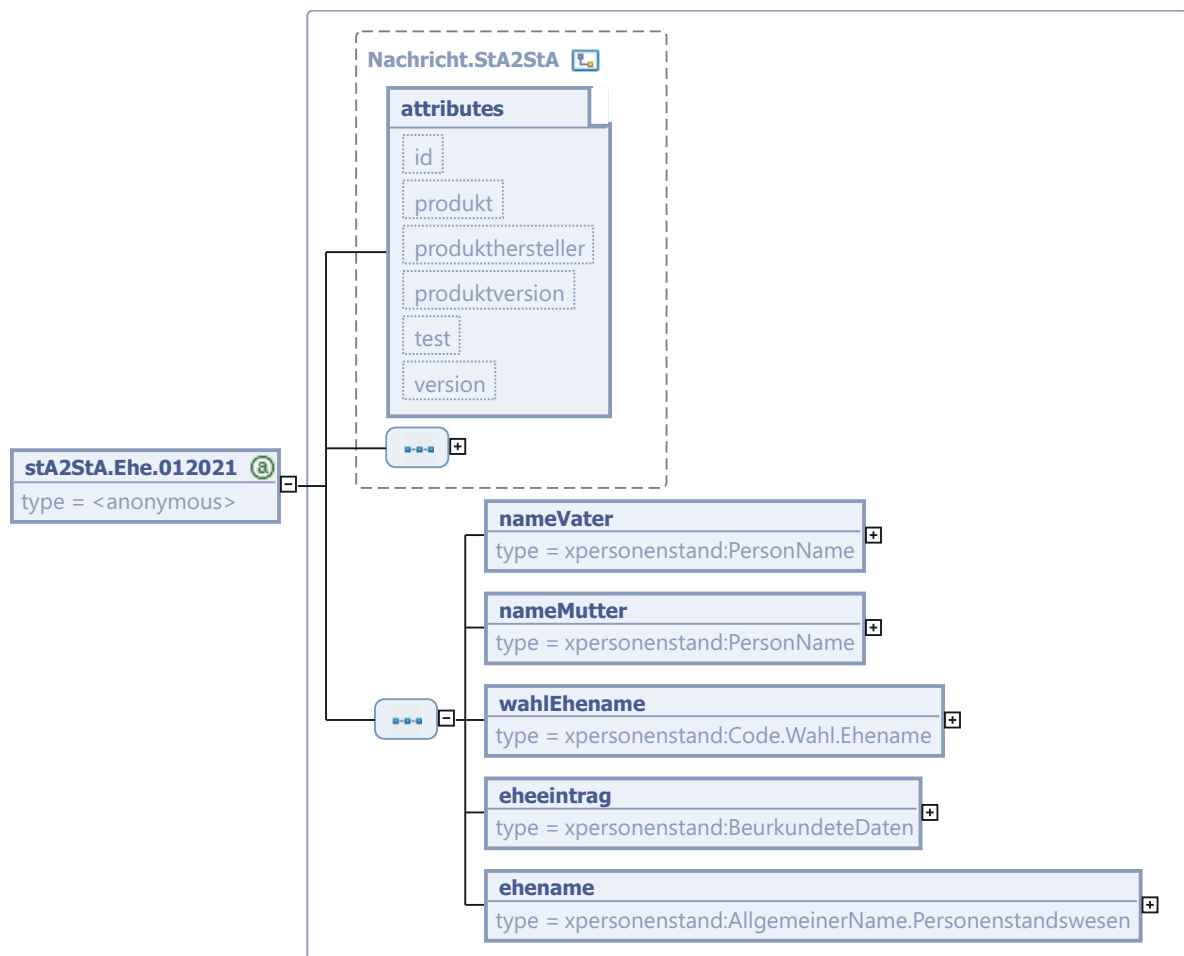 Nachricht.StA2StA
attributes
id
produkt
produkthersteller
produktversion
test
version
stA2StA.Ehe.012021
type = <anonymous>
nameVater
type = xpersonenstand:PersonName
nameMutter
type = xpersonenstand:PersonName
wahlEhename
type = xpersonenstand:Code.Wahl.Ehename
eheeintrag
type = xpersonenstand:BeurkundeteDaten
ehename
type = xpersonenstand:AllgemeinerName.Personenstandswesen